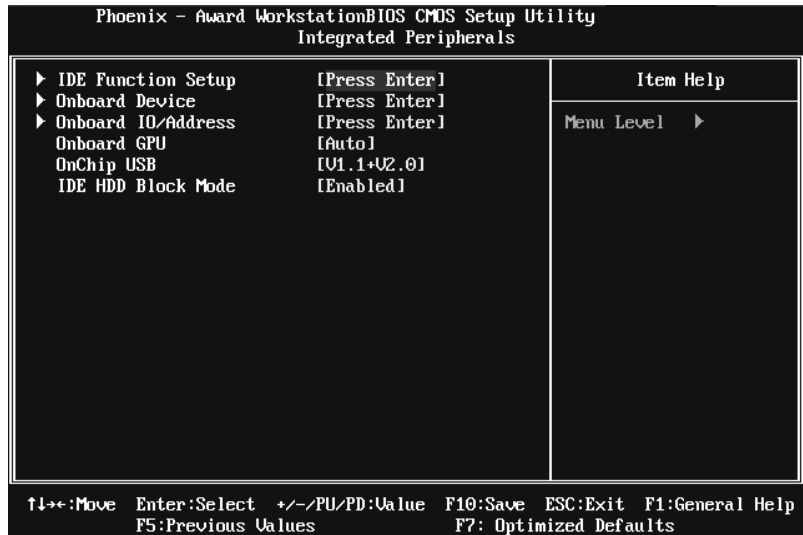 Phoenix - Award WorkstationBIOS CMOS Setup Utility
Integrated Peripherals
▶ IDE Function Setup [Press Enter]
▶ Onboard Device [Press Enter]
▶ Onboard IO/Address [Press Enter]
Onboard GPU [Auto]
OnChip USB [V1.1+V2.0]
IDE HDD Block Mode [Enabled]
Item Help
Menu Level ▶
↑↓→←:Move Enter:Select +/-/PU/PD:Value F10:Save ESC:Exit F1:General Help
F5:Previous Values F7: Optimized Defaults